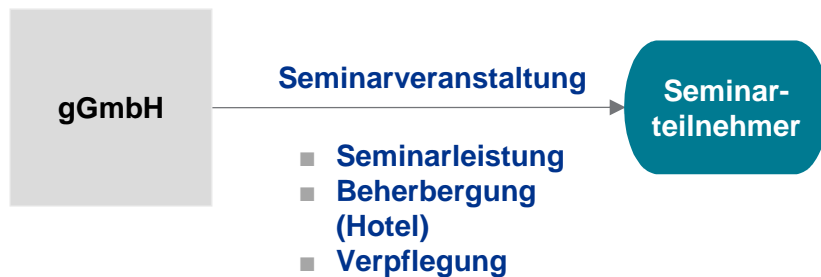 gGmbH
Seminarveranstaltung
Seminar-
teilnehmer
■ Seminarleistung
■ Beherbergung
(Hotel)
■ Verpflegung